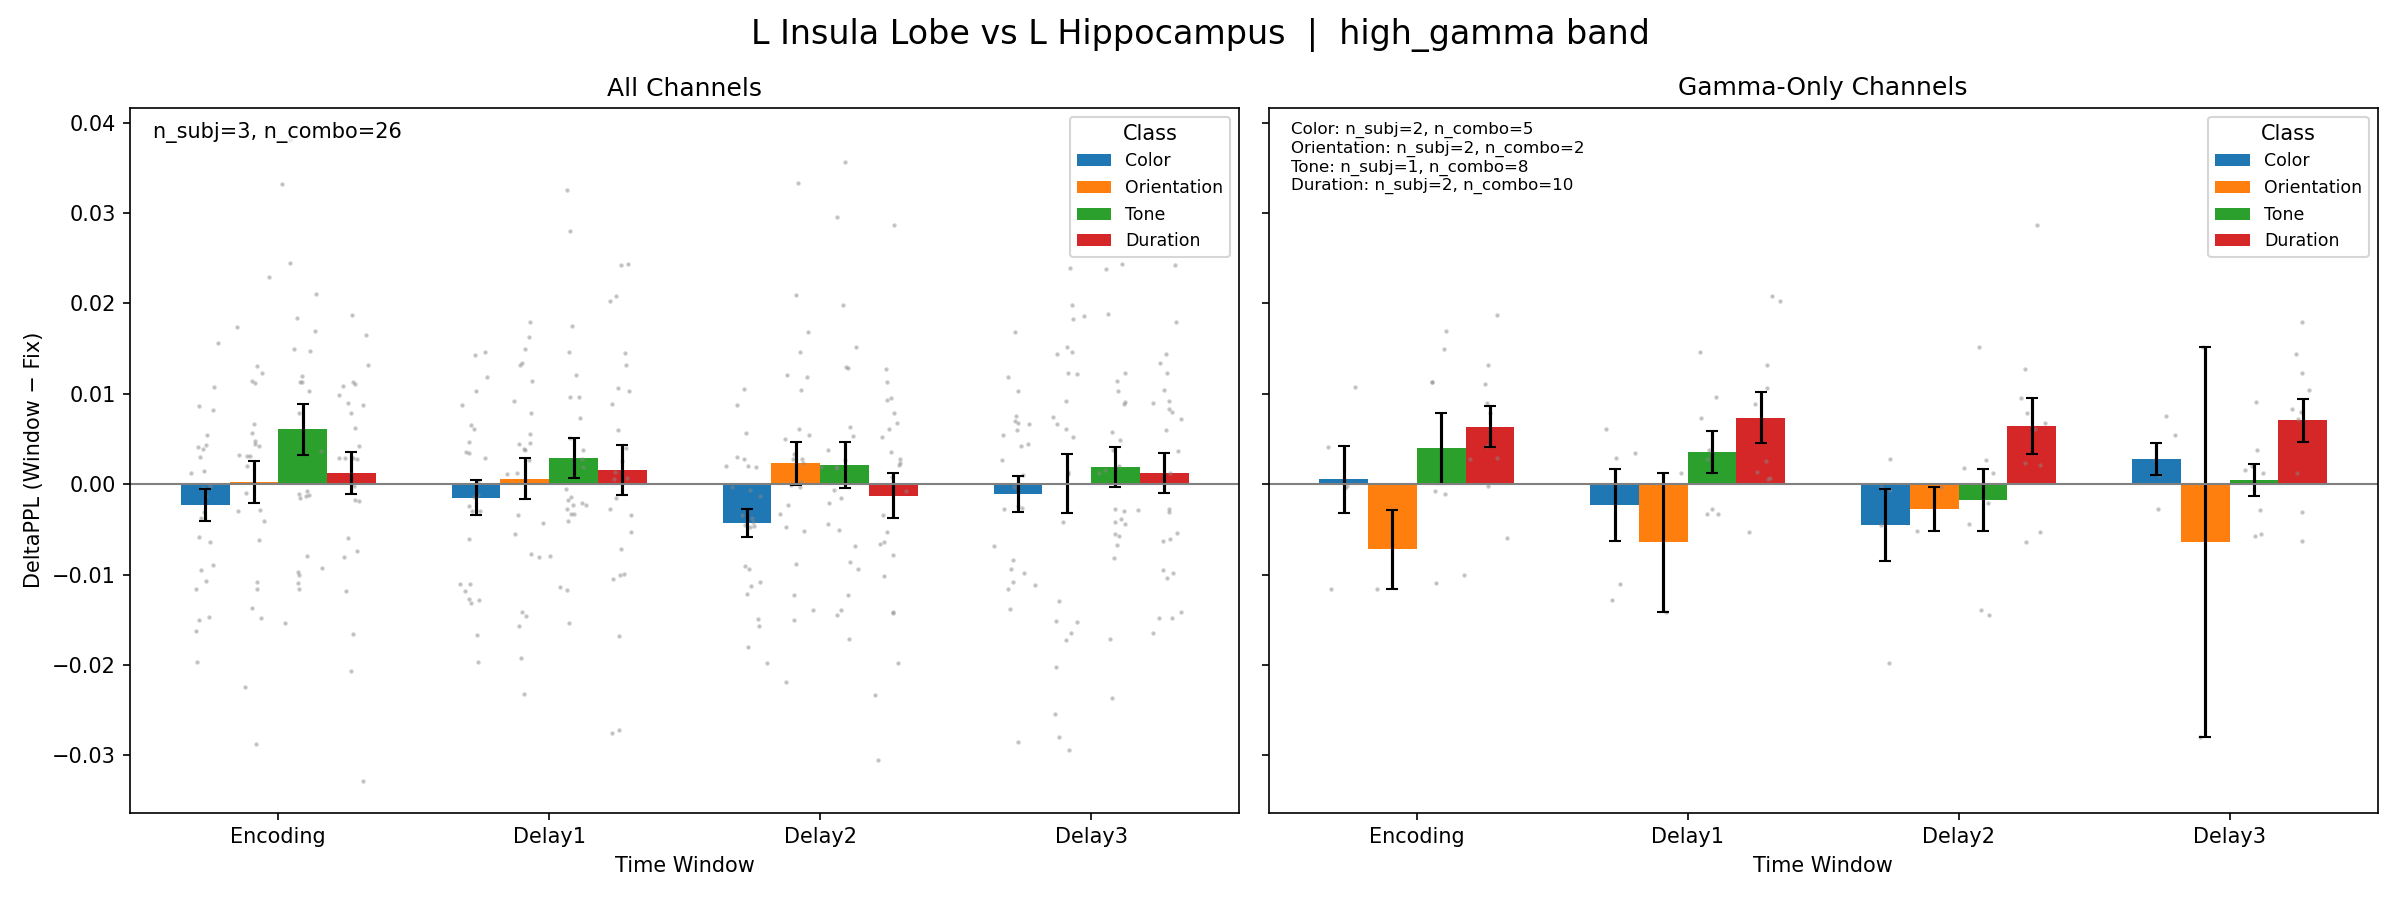 L Insula Lobe vs L Hippocampus | high_gamma band
All Channels
n_subj=3, n_combo=26
Class
Color
Orientation
Tone
Duration
0.04
0.03
0.02
0.01
0.00
−0.01
−0.02
−0.03
DeltaPPL (Window − Fix)
Encoding
Delay1
Delay2
Delay3
Time Window
Gamma-Only Channels
Color: n_subj=2, n_combo=5
Orientation: n_subj=2, n_combo=2
Tone: n_subj=1, n_combo=8
Duration: n_subj=2, n_combo=10
Class
Color
Orientation
Tone
Duration
Encoding
Delay1
Delay2
Delay3
Time Window